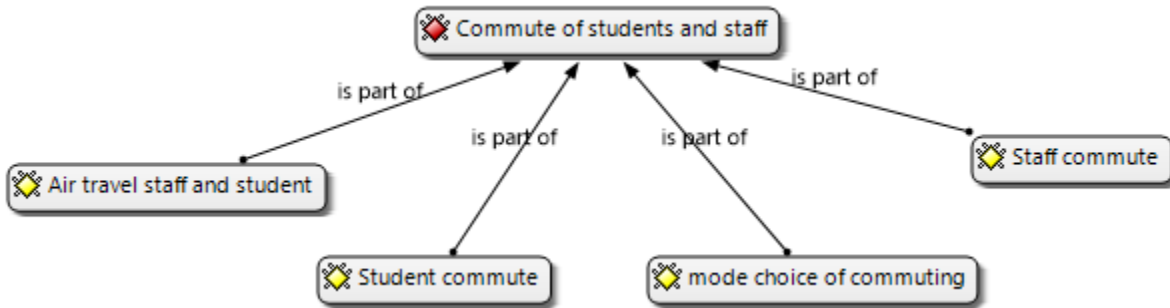 Commute of students and staff
is part of
is part of
is part of
is part of
Air travel staff and student
Staff commute
Student commute
mode choice of commuting